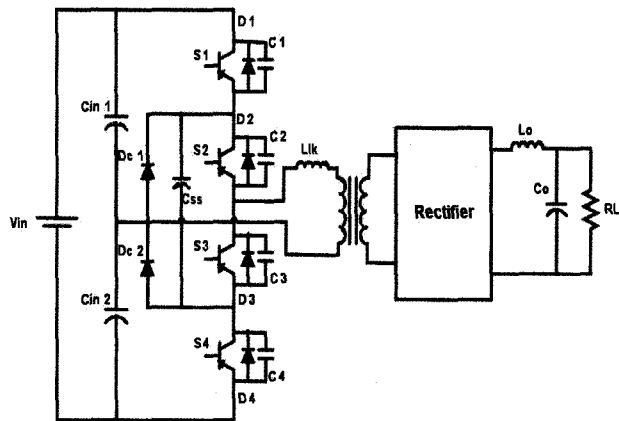 D1
S1
C1
Cin 1
D2
Dc 1
S2
C2
Css
Llk
Lo
Vin
Rectifier
Co
RL
Dc 2
S3
C3
Cin 2
D3
S4
C4
D4